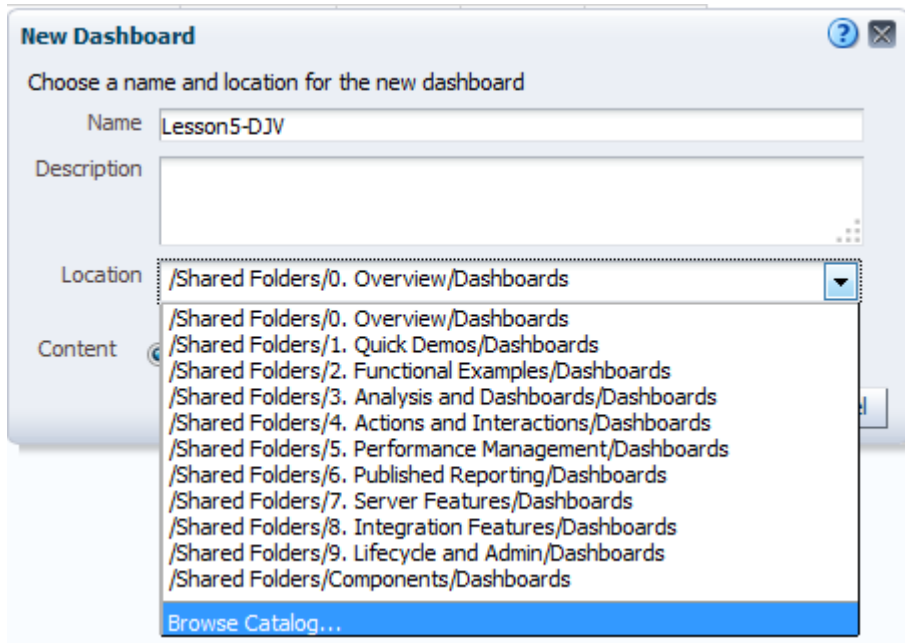 New Dashboard
Choose a name and location for the new dashboard
Name Lesson5-DJV
Description
Location /Shared Folders/0. Overview/Dashboards
/Shared Folders/0. Overview/Dashboards
Content /Shared Folders/1. Quick Demos/Dashboards
/Shared Folders/2. Functional Examples/Dashboards
/Shared Folders/3. Analysis and Dashboards/Dashboards
/Shared Folders/4. Actions and Interactions/Dashboards
/Shared Folders/5. Performance Management/Dashboards
/Shared Folders/6. Published Reporting/Dashboards
/Shared Folders/7. Server Features/Dashboards
/Shared Folders/8. Integration Features/Dashboards
/Shared Folders/9. Lifecycle and Admin/Dashboards
/Shared Folders/Components/Dashboards
Browse Catalog...